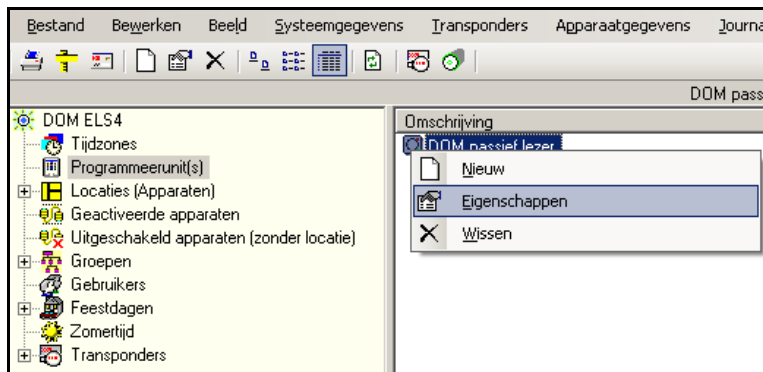 Bestand Bewerken Beeld Systeemgegevens Transponders Apparaatgegevens Journa
DOM pass
DOM ELS4
Tijdzones
Programmeerunit(s)
Locaties (Apparaten)
Geactiveerde apparaten
Uitgeschakeld apparaten (zonder locatie)
Groepen
Gebruikers
Feestdagen
Zomertijd
Transponders
Omschrijving
DOM passief lezer
Nieuw
Eigenschappen
Wissen